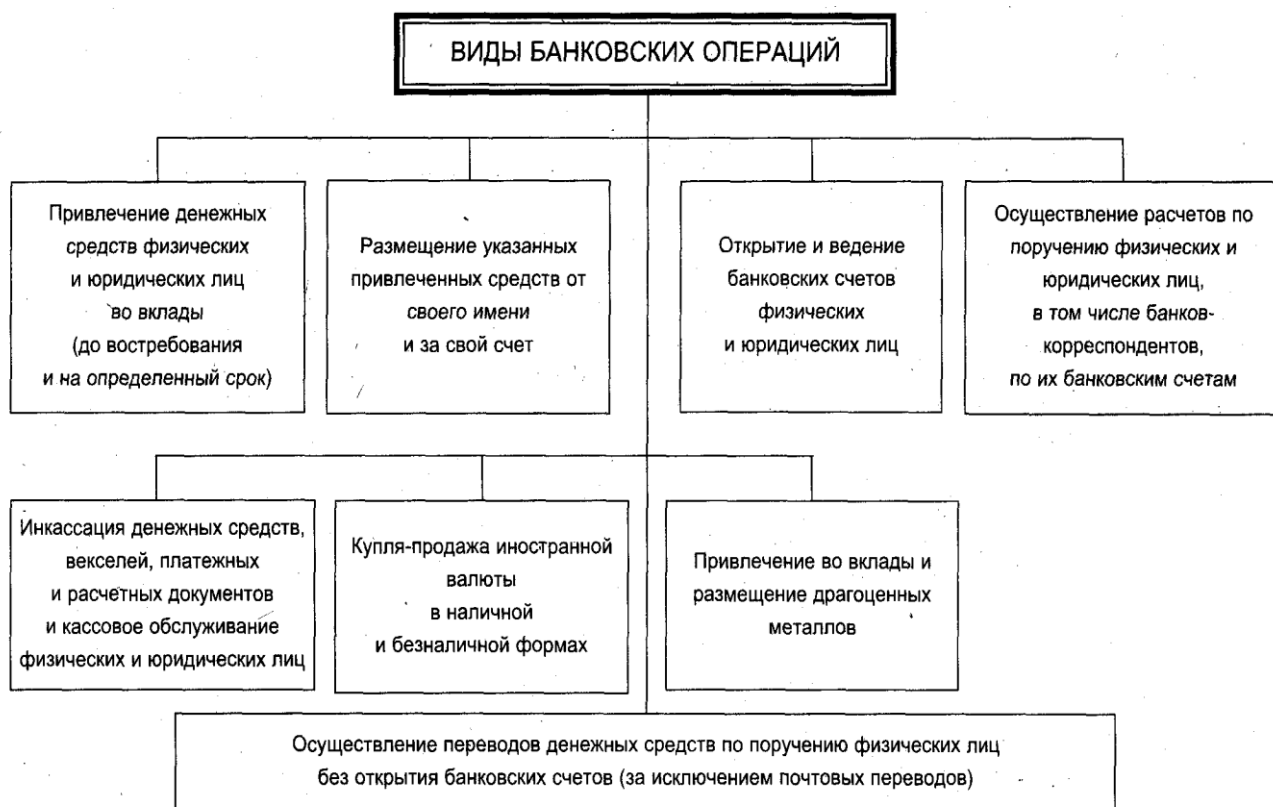 ВИДЫ БАНКОВСКИХ ОПЕРАЦИЙ
Привлечение денежных
средств физических
и юридических лиц
во вклады
(до востребования
и на определенный срок)
Размещение указанных
привлеченных средств от
своего имени
и за свой счет
Открытие и ведение
банковских счетов
физических
и юридических лиц
Осуществление расчетов по
поручению физических и
юридических лиц,
в том числе банков-
корреспондентов,
по их банковским счетам
Инкассация денежных средств,
векселей, платежных
и расчетных документов
и кассовое обслуживание
физических и юридических лиц
Купля-продажа иностранной
валюты
в наличной
и безналичной формах
Привлечение во вклады и
размещение драгоценных
металлов
Осуществление переводов денежных средств по поручению физических лиц
без открытия банковских счетов (за исключением почтовых переводов)